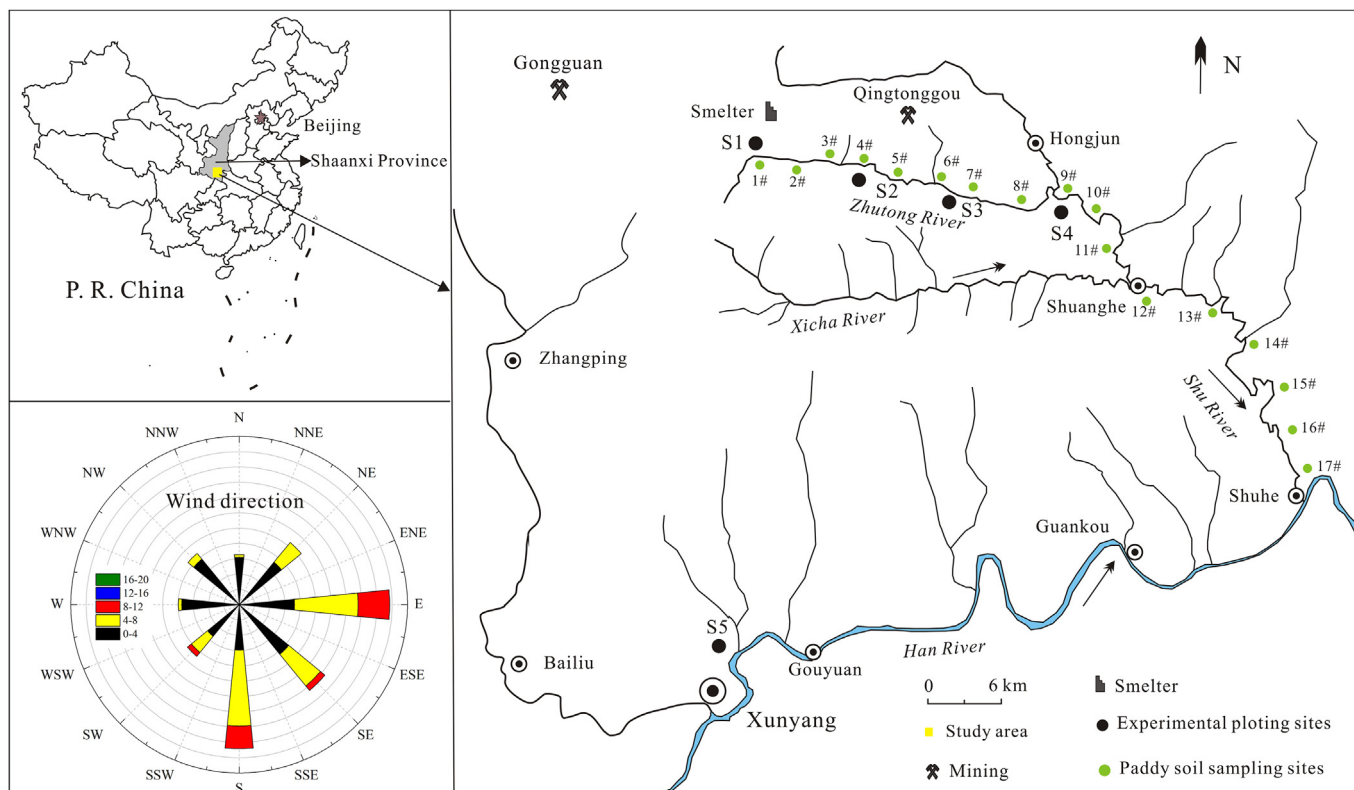 Beijing
Shaanxi Province
P. R. China
Wind direction
N
NNE
NE
ENE
E
ESE
SE
SSE
S
SSW
SW
WSW
W
WNW
NW
NNW
16-20
12-16
8-12
4-8
0-4
Gongguan
Smelter
Qingtonggou
N
Hongjun
S1
1#
2#
3#
4#
5#
6#
7#
8#
9#
10#
11#
S2
S3
S4
Zhutong River
Xicha River
Shuanghe
12#
13#
14#
15#
16#
17#
Shu River
Zhangping
Shuhe
Guankou
S5
Bailiu
Gouyuan
Han River
Xunyang
0 6 km
Study area
Mining
Smelter
Experimental ploting sites
Paddy soil sampling sites